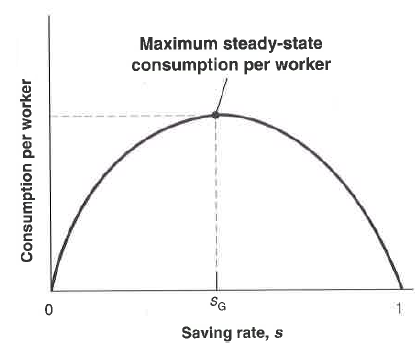 Maximum steady-state
consumption per worker
Consumption per worker
0
sG
1
Saving rate, s